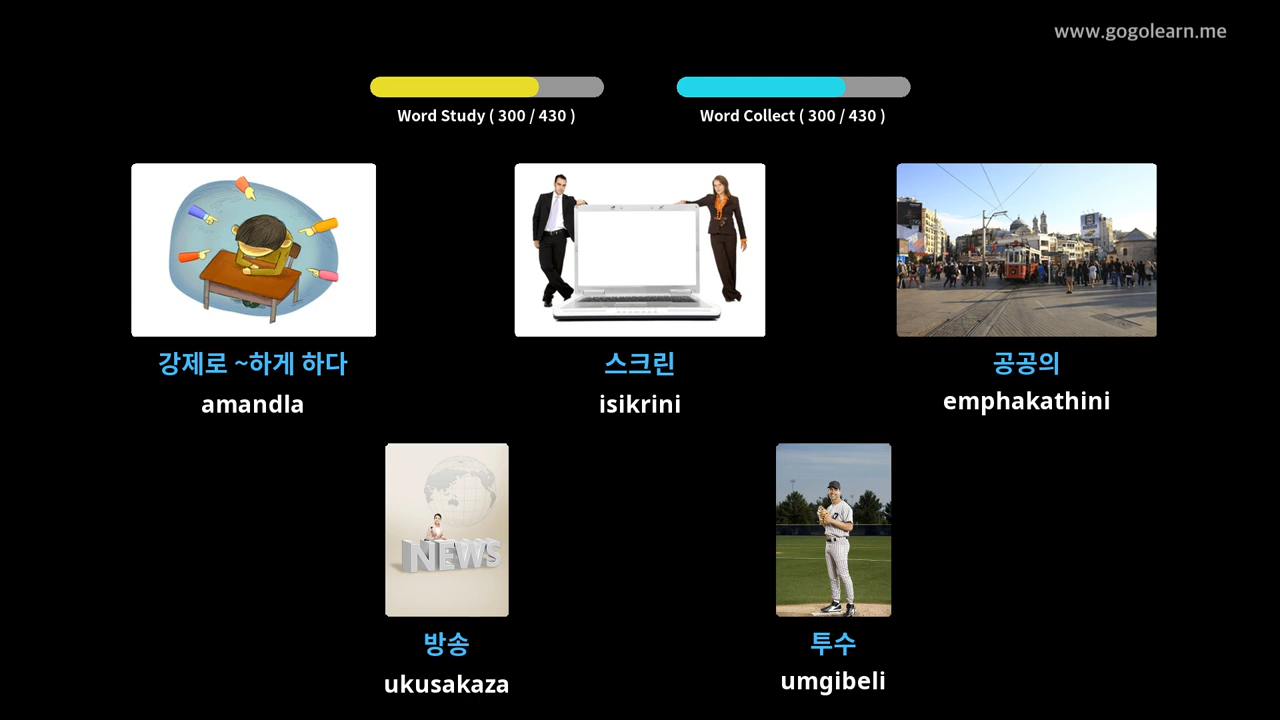 www.gogolearn.me
Word Study ( 300 / 430 )
Word Collect ( 300 / 430 )
강제로 ~하게 하다
amandla
스크린
isikrini
공공의
emphakathini
NEWS
방송
ukusakaza
투수
umgibeli